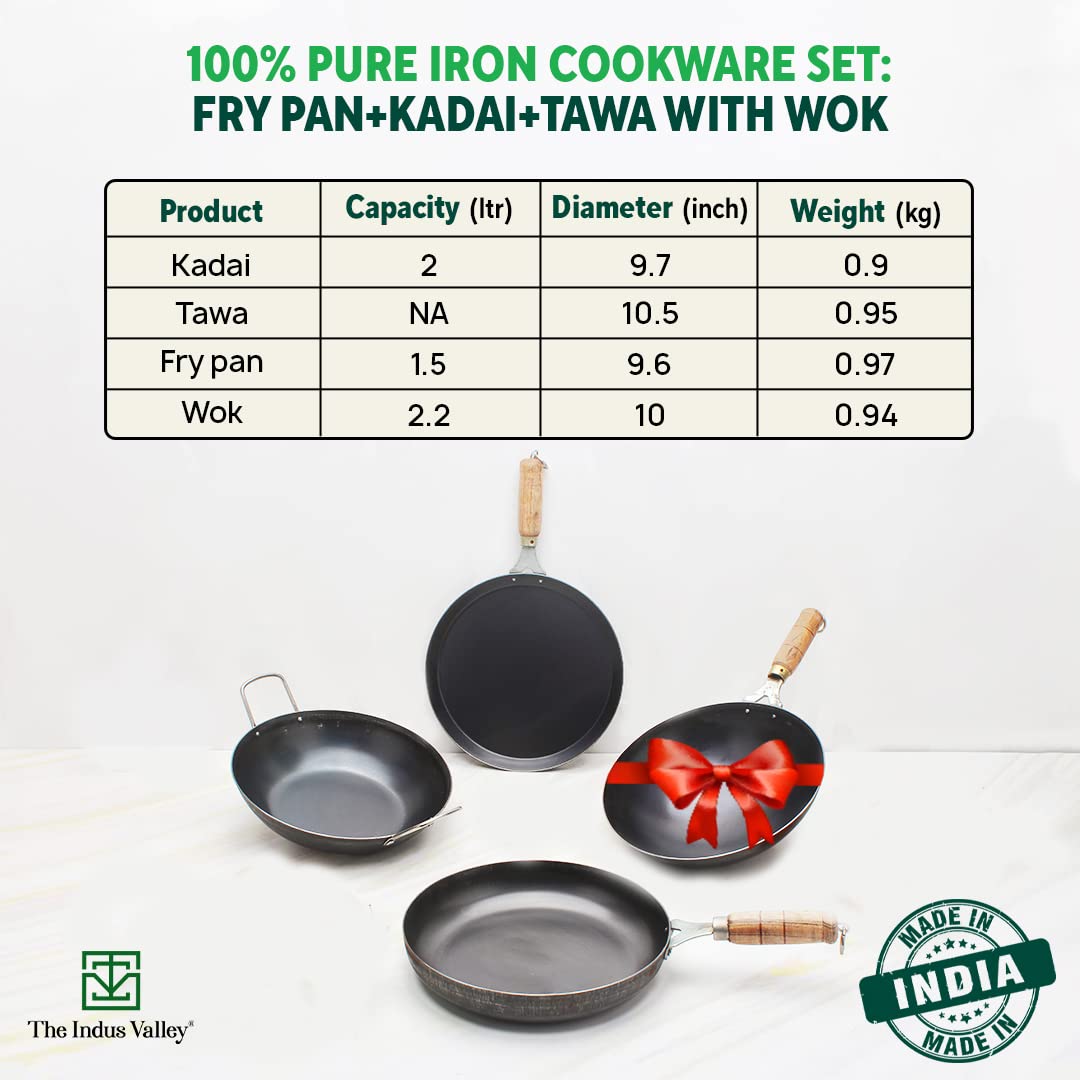 100% PURE IRON COOKWARE SET:
FRY PAN+KADAI+TAWA WITH WOK
Product Capacity (ltr) Diameter (inch) Weight (kg)
Kadai 2 9.7 0.9
Tawa NA 10.5 0.95
Fry pan 1.5 9.6 0.97
Wok 2.2 10 0.94
The Indus Valley®
MADE IN
INDIA
MADE IN